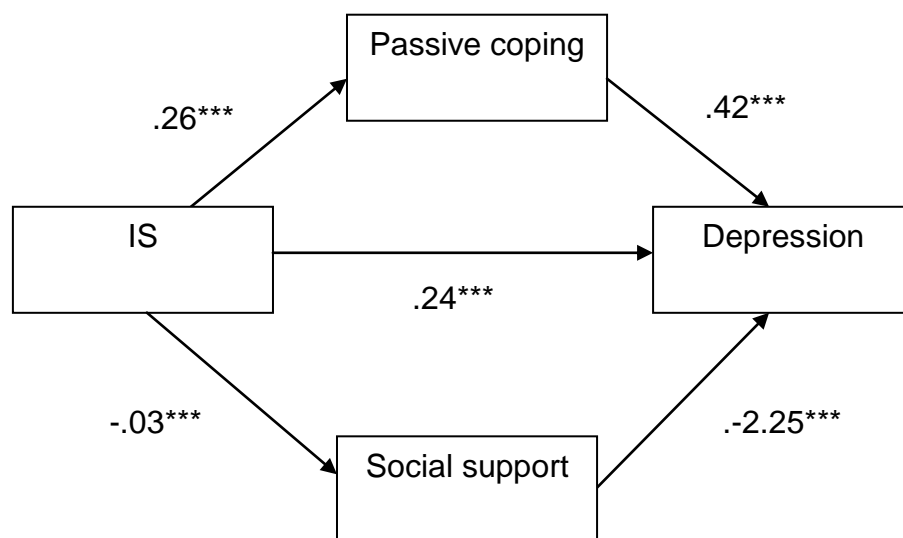 Passive coping
.26***
.42***
IS
Depression
.24***
-.03***
.-2.25***
Social support